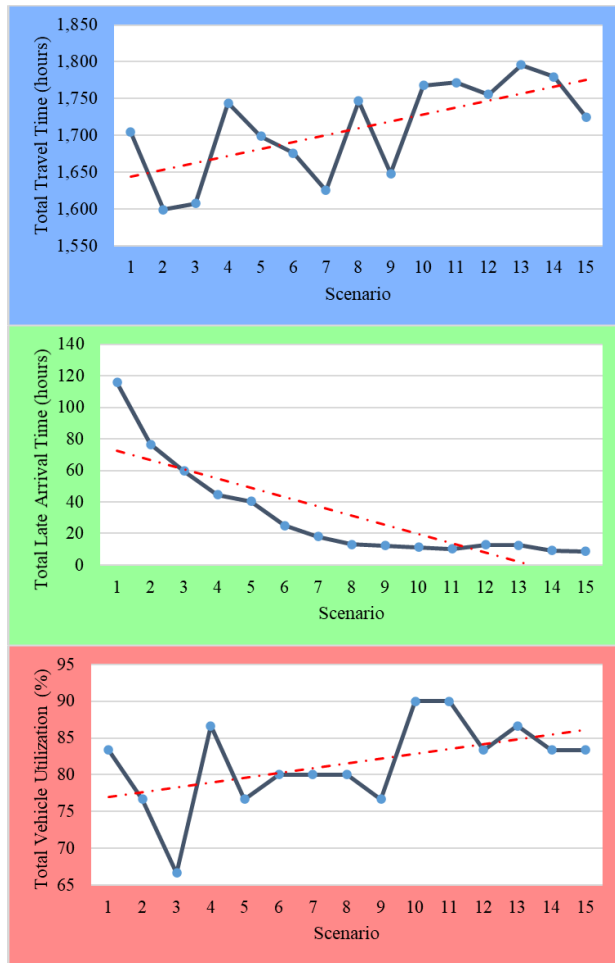 Total Travel Time (hours)
1,850
1,800
1,750
1,700
1,650
1,600
1,550
1 2 3 4 5 6 7 8 9 10 11 12 13 14 15
Scenario
Total Late Arrival Time (hours)
140
120
100
80
60
40
20
0
1 2 3 4 5 6 7 8 9 10 11 12 13 14 15
Scenario
Total Vehicle Utilization (%)
95
90
85
80
75
70
65
1 2 3 4 5 6 7 8 9 10 11 12 13 14 15
Scenario